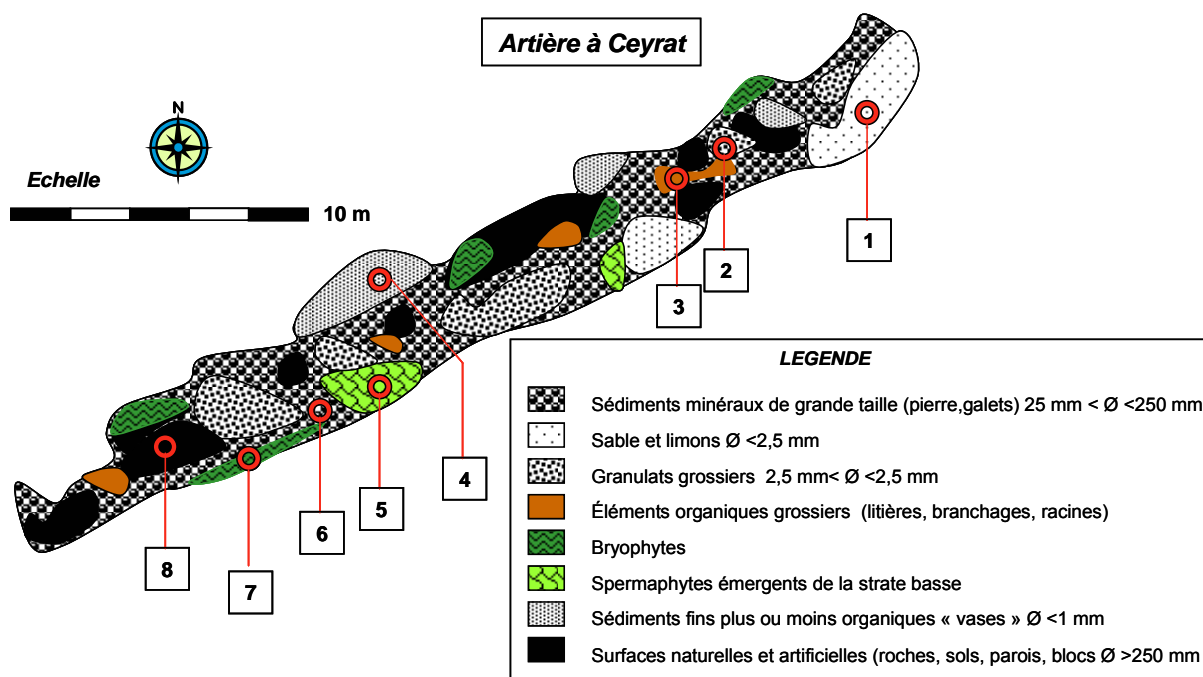 Artière à Ceyrat
N
Echelle
10 m
1
2
3
4
5
6
7
8
LEGENDE
Sédiments minéraux de grande taille (pierre,galets) 25 mm < Ø <250 mm
Sable et limons Ø <2,5 mm
Granulats grossiers 2,5 mm< Ø <2,5 mm
Éléments organiques grossiers (litières, branchages, racines)
Bryophytes
Spermaphytes émergents de la strate basse
Sédiments fins plus ou moins organiques « vases » Ø <1 mm
Surfaces naturelles et artificielles (roches, sols, parois, blocs Ø >250 mm